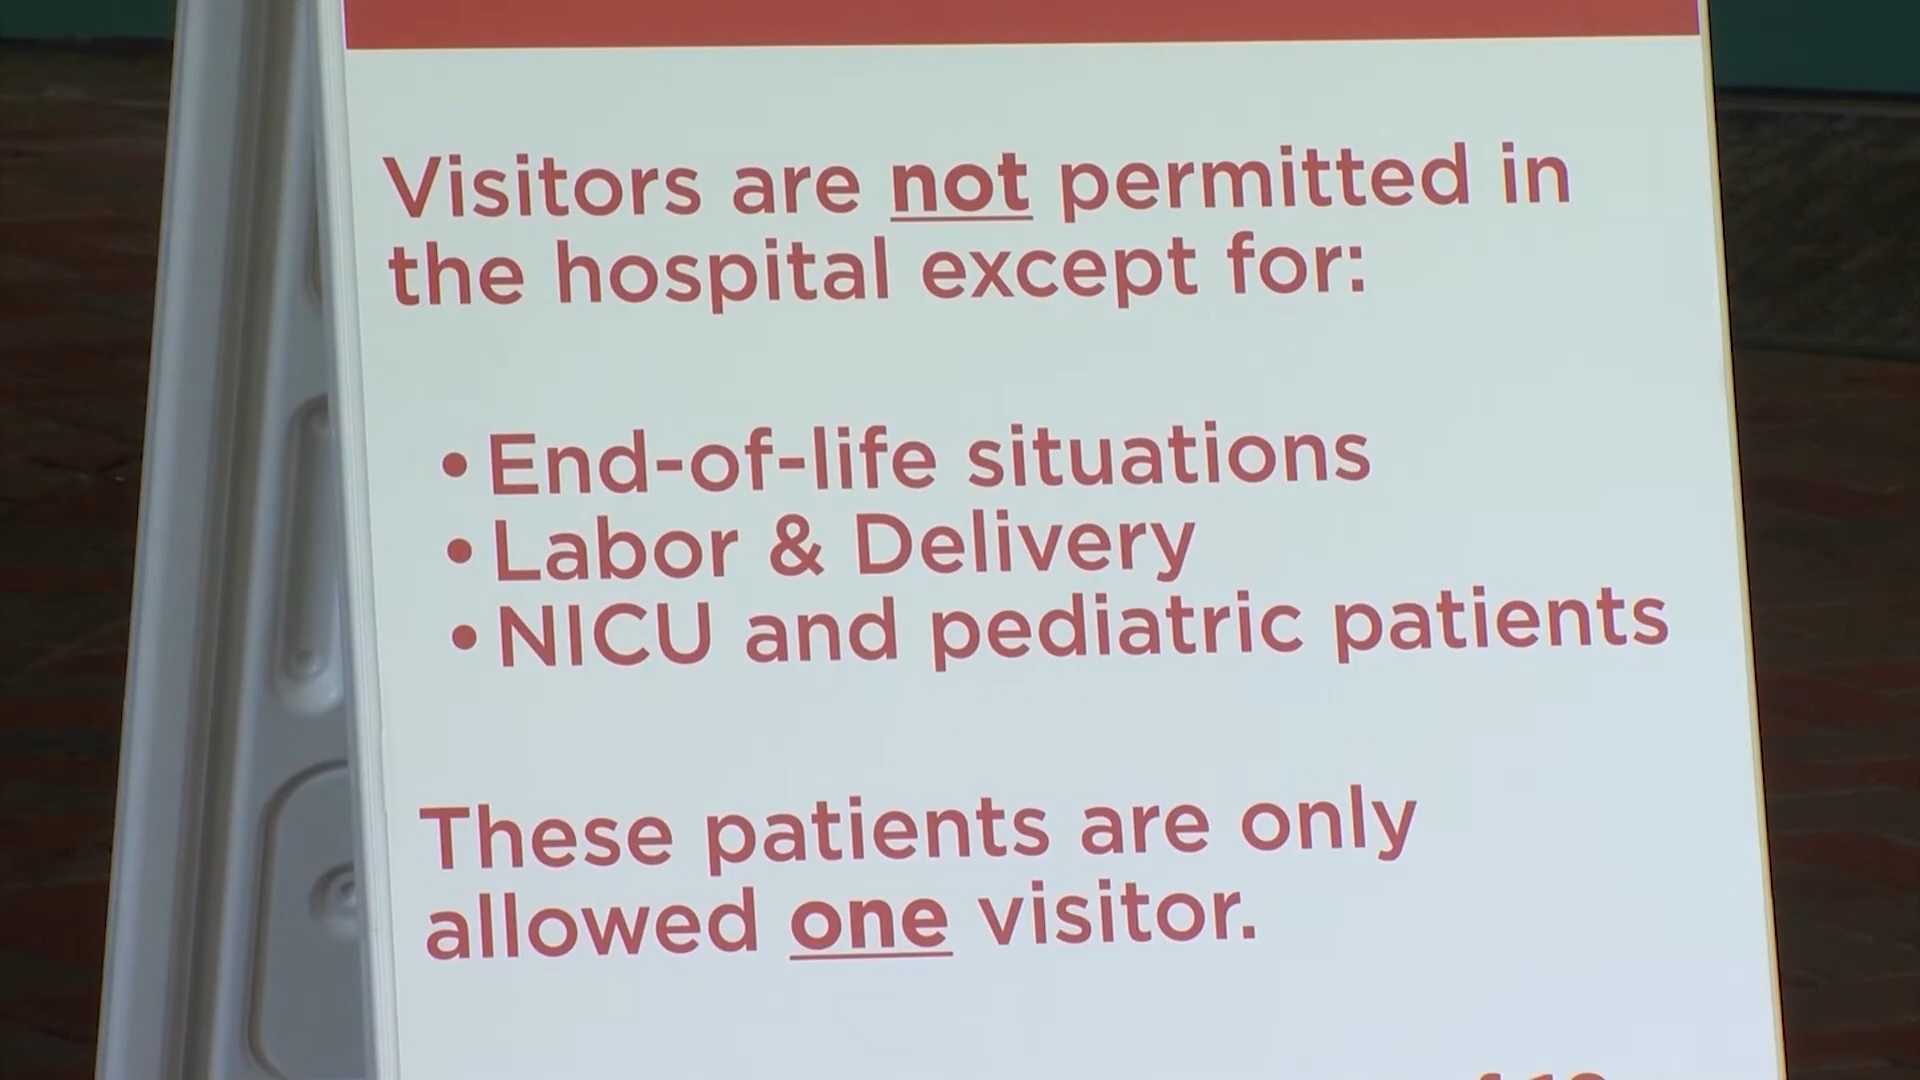 Visitors are not permitted in
the hospital except for:
• End-of-life situations
• Labor & Delivery
• NICU and pediatric patients
These patients are only
allowed one visitor.